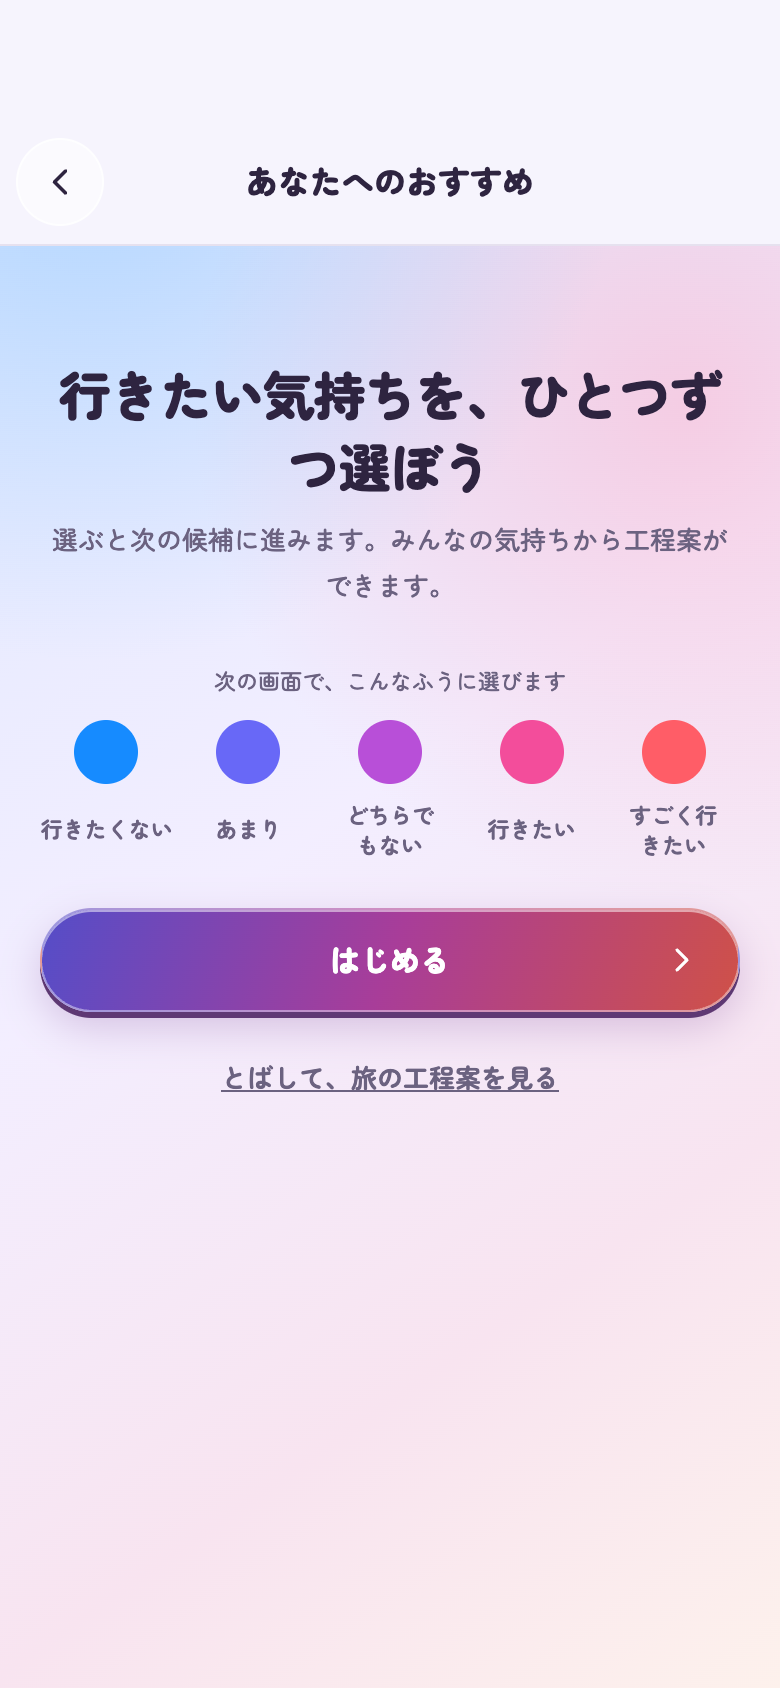 あなたへのおすすめ
行きたい気持ちを、ひとつず
つ選ぼう
選ぶと次の候補に進みます。みんなの気持ちから工程案が
できます。
次の画面で、こんなふうに選びます
行きたくない
あまり
どちらで
もない
行きたい
すごく行
きたい
はじめる
とばして、旅の工程案を見る